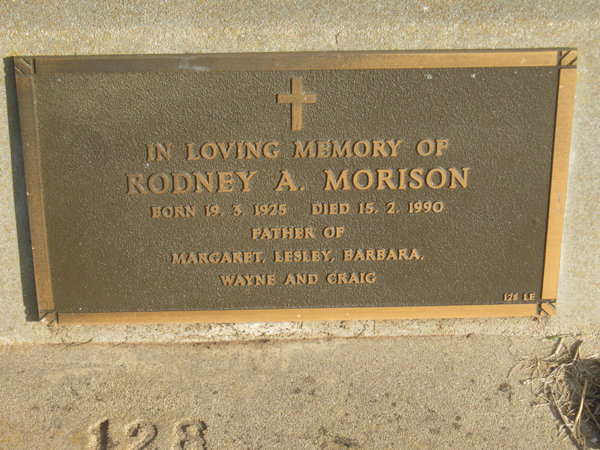 IN LOVING MEMORY OF
RODNEY A. MORISON
BORN 19. 3. 1925 DIED 15. 2. 1990
FATHER OF
MARGARET, LESLEY, BARBARA,
WAYNE AND CRAIG
128 LE
128